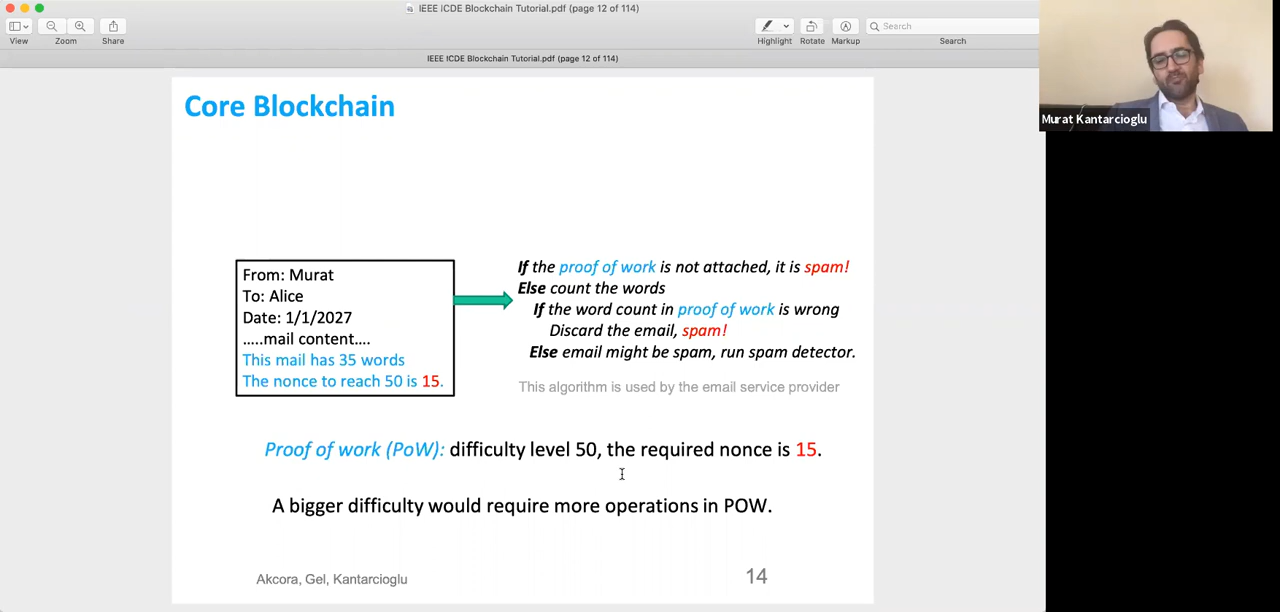 IEEE ICDE Blockchain Tutorial.pdf (page 12 of 114)
View
Zoom
Share
Highlight
Rotate
Markup
Search
Search
IEEE ICDE Blockchain Tutorial.pdf (page 12 of 114)
Murat Kantarcioglu
Core Blockchain
From: Murat
To: Alice
Date: 1/1/2027
.....mail content....
This mail has 35 words
The nonce to reach 50 is 15.
If the proof of work is not attached, it is spam!
Else count the words
If the word count in proof of work is wrong
Discard the email, spam!
Else email might be spam, run spam detector.
This algorithm is used by the email service provider
Proof of work (PoW): difficulty level 50, the required nonce is 15.
A bigger difficulty would require more operations in POW.
Akcora, Gel, Kantarcioglu
14